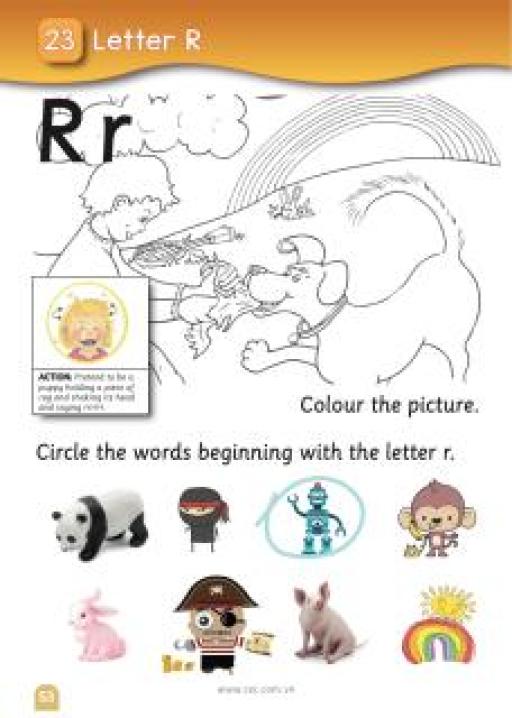 23 Letter R
R r
ACTION: Pretend to be a
puppy holding a piece of
rag and shaking its head
and saying rrrrr.
Colour the picture.
Circle the words beginning with the letter r.
53